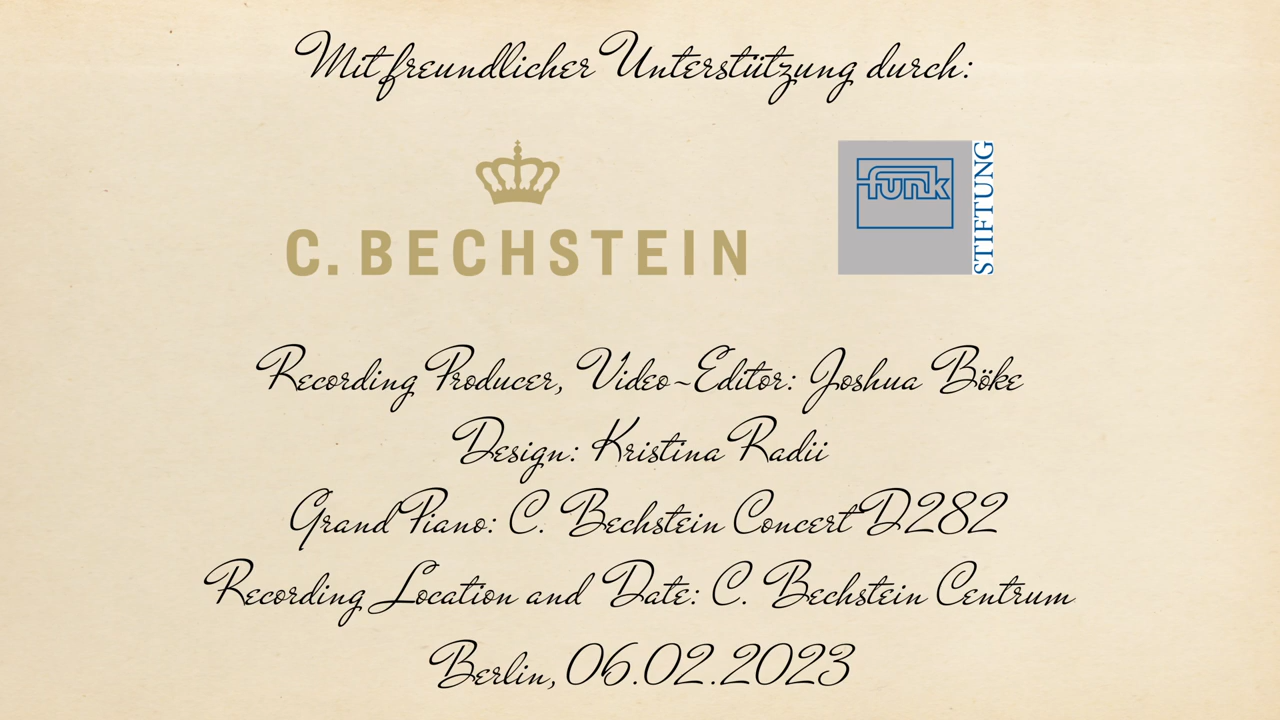 Mit freundlicher Unterstützung durch:
C. BECHSTEIN
funk
STIFTUNG
Recording Producer, Video-Editor: Joshua Böke
Design: Kristina Radii
Grand Piano: C. Bechstein Concert D282
Recording Location and Date: C. Bechstein Centrum
Berlin, 06.02.2023